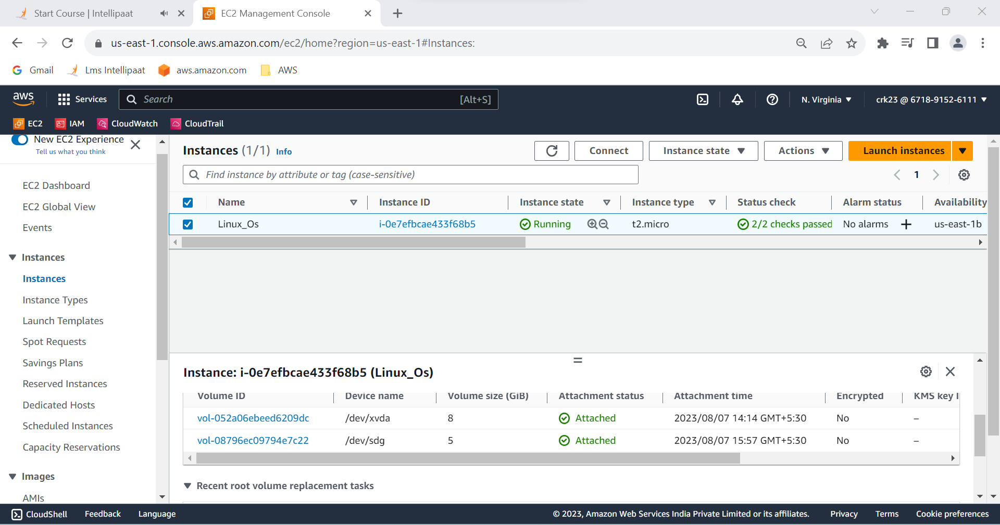 Start Course | Intellipaat
EC2 Management Console
us-east-1.console.aws.amazon.com/ec2/home?region=us-east-1#Instances:
Gmail
Lms Intellipaat
aws.amazon.com
AWS
aws
Services
Search
[Alt+S]
N. Virginia
crk23 @ 6718-9152-6111
EC2
IAM
CloudWatch
CloudTrail
New EC2 Experience
Tell us what you think
EC2 Dashboard
EC2 Global View
Events
Instances
Instances
Instance Types
Launch Templates
Spot Requests
Savings Plans
Reserved Instances
Dedicated Hosts
Scheduled Instances
Capacity Reservations
Images
AMIs
Instances (1/1) Info
Connect
Instance state
Actions
Launch instances
Find instance by attribute or tag (case-sensitive)
1
Name Instance ID Instance state Instance type Status check Alarm status Availability
Linux_Os i-0e7efbcae433f68b5 Running t2.micro 2/2 checks passed No alarms + us-east-1b
Instance: i-0e7efbcae433f68b5 (Linux_Os)
Volume ID Device name Volume size (GiB) Attachment status Attachment time Encrypted KMS key I
vol-052a06ebeed6209dc /dev/xvda 8 Attached 2023/08/07 14:14 GMT+5:30 No –
vol-08796ec09794e7c22 /dev/sdg 5 Attached 2023/08/07 15:57 GMT+5:30 No –
Recent root volume replacement tasks
CloudShell
Feedback
Language
© 2023, Amazon Web Services India Private Limited or its affiliates.
Privacy
Terms
Cookie preferences